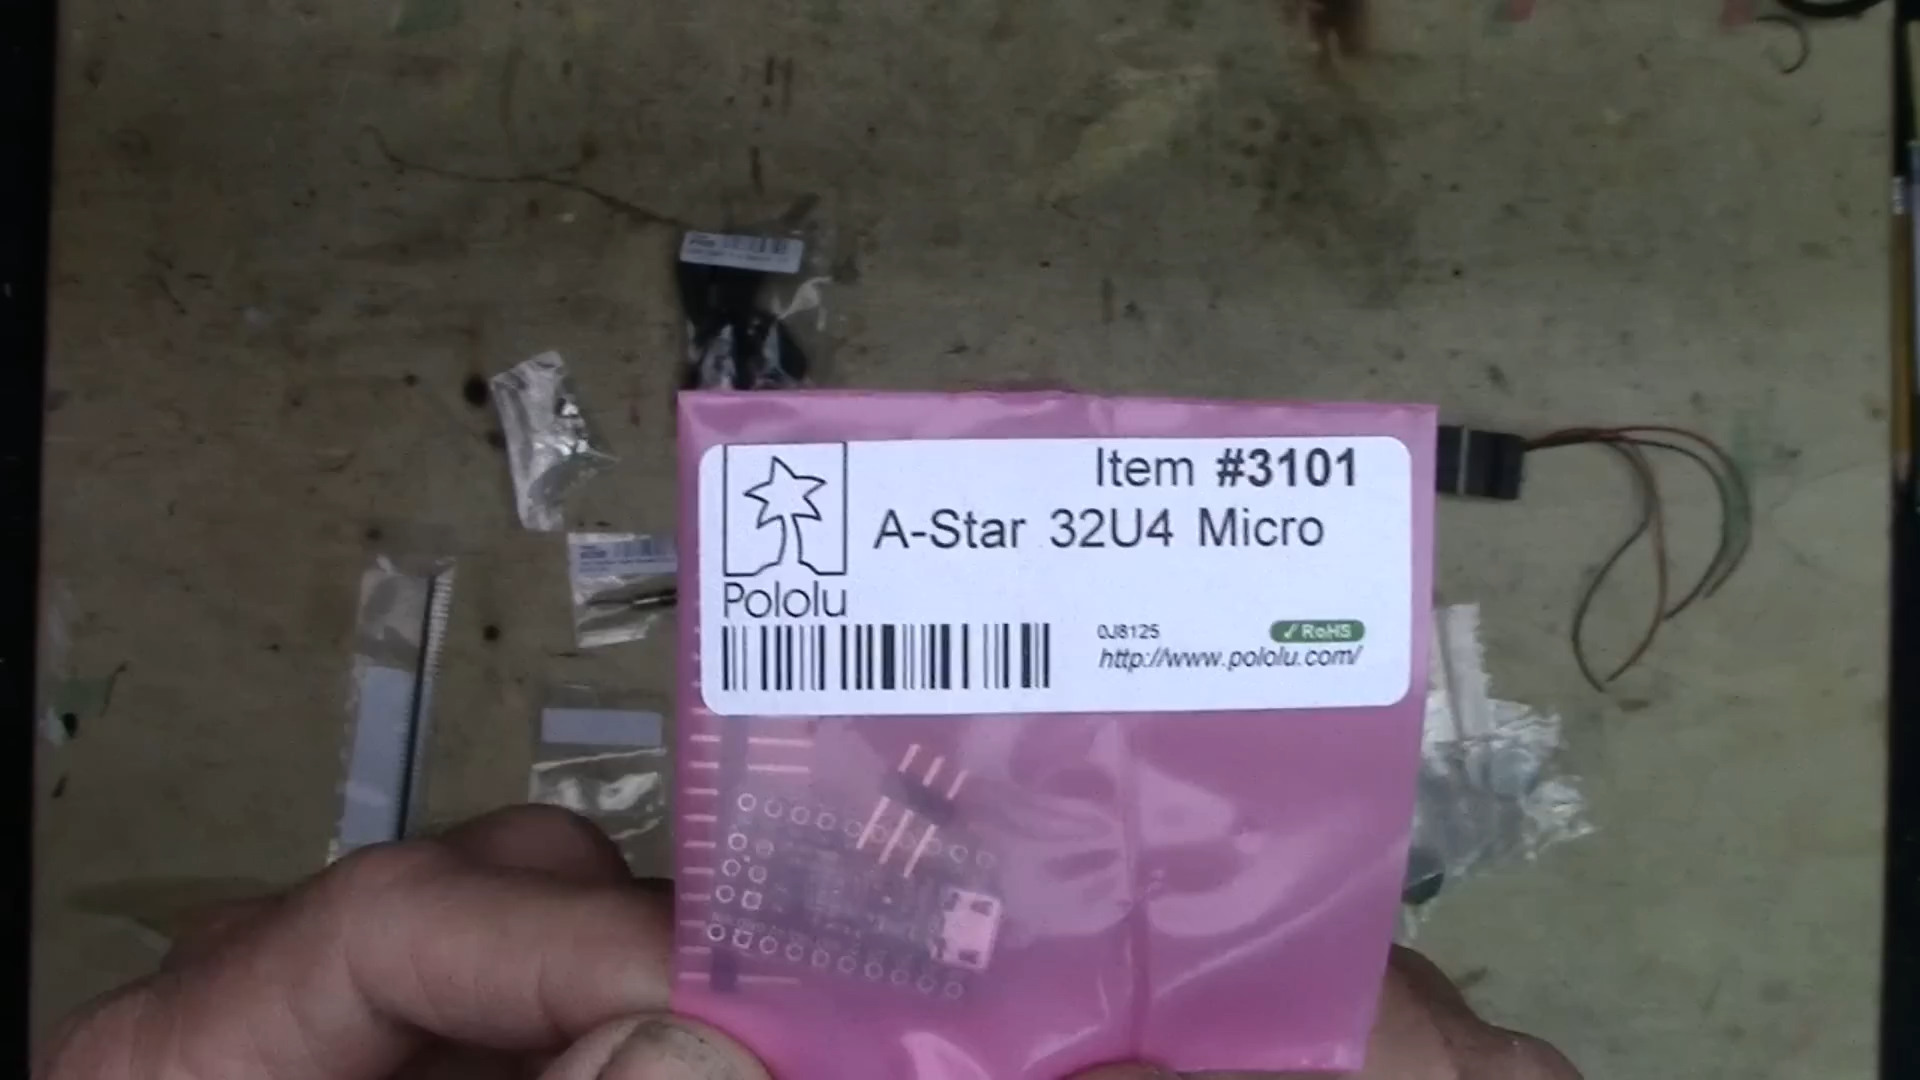 Item #3101
A-Star 32U4 Micro
Pololu
0J8125
✓ RoHS
http://www.pololu.com/